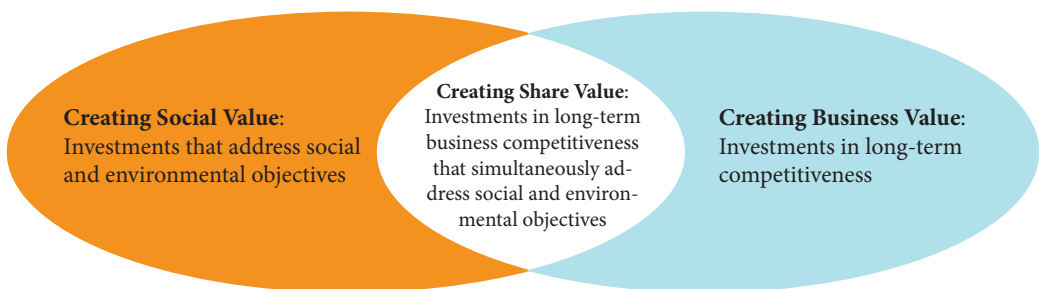 Creating Social Value:
Investments that address social
and environmental objectives
Creating Share Value:
Investments in long-term
business competitiveness
that simultaneously ad-
dress social and environ-
mental objectives
Creating Business Value:
Investments in long-term
competitiveness